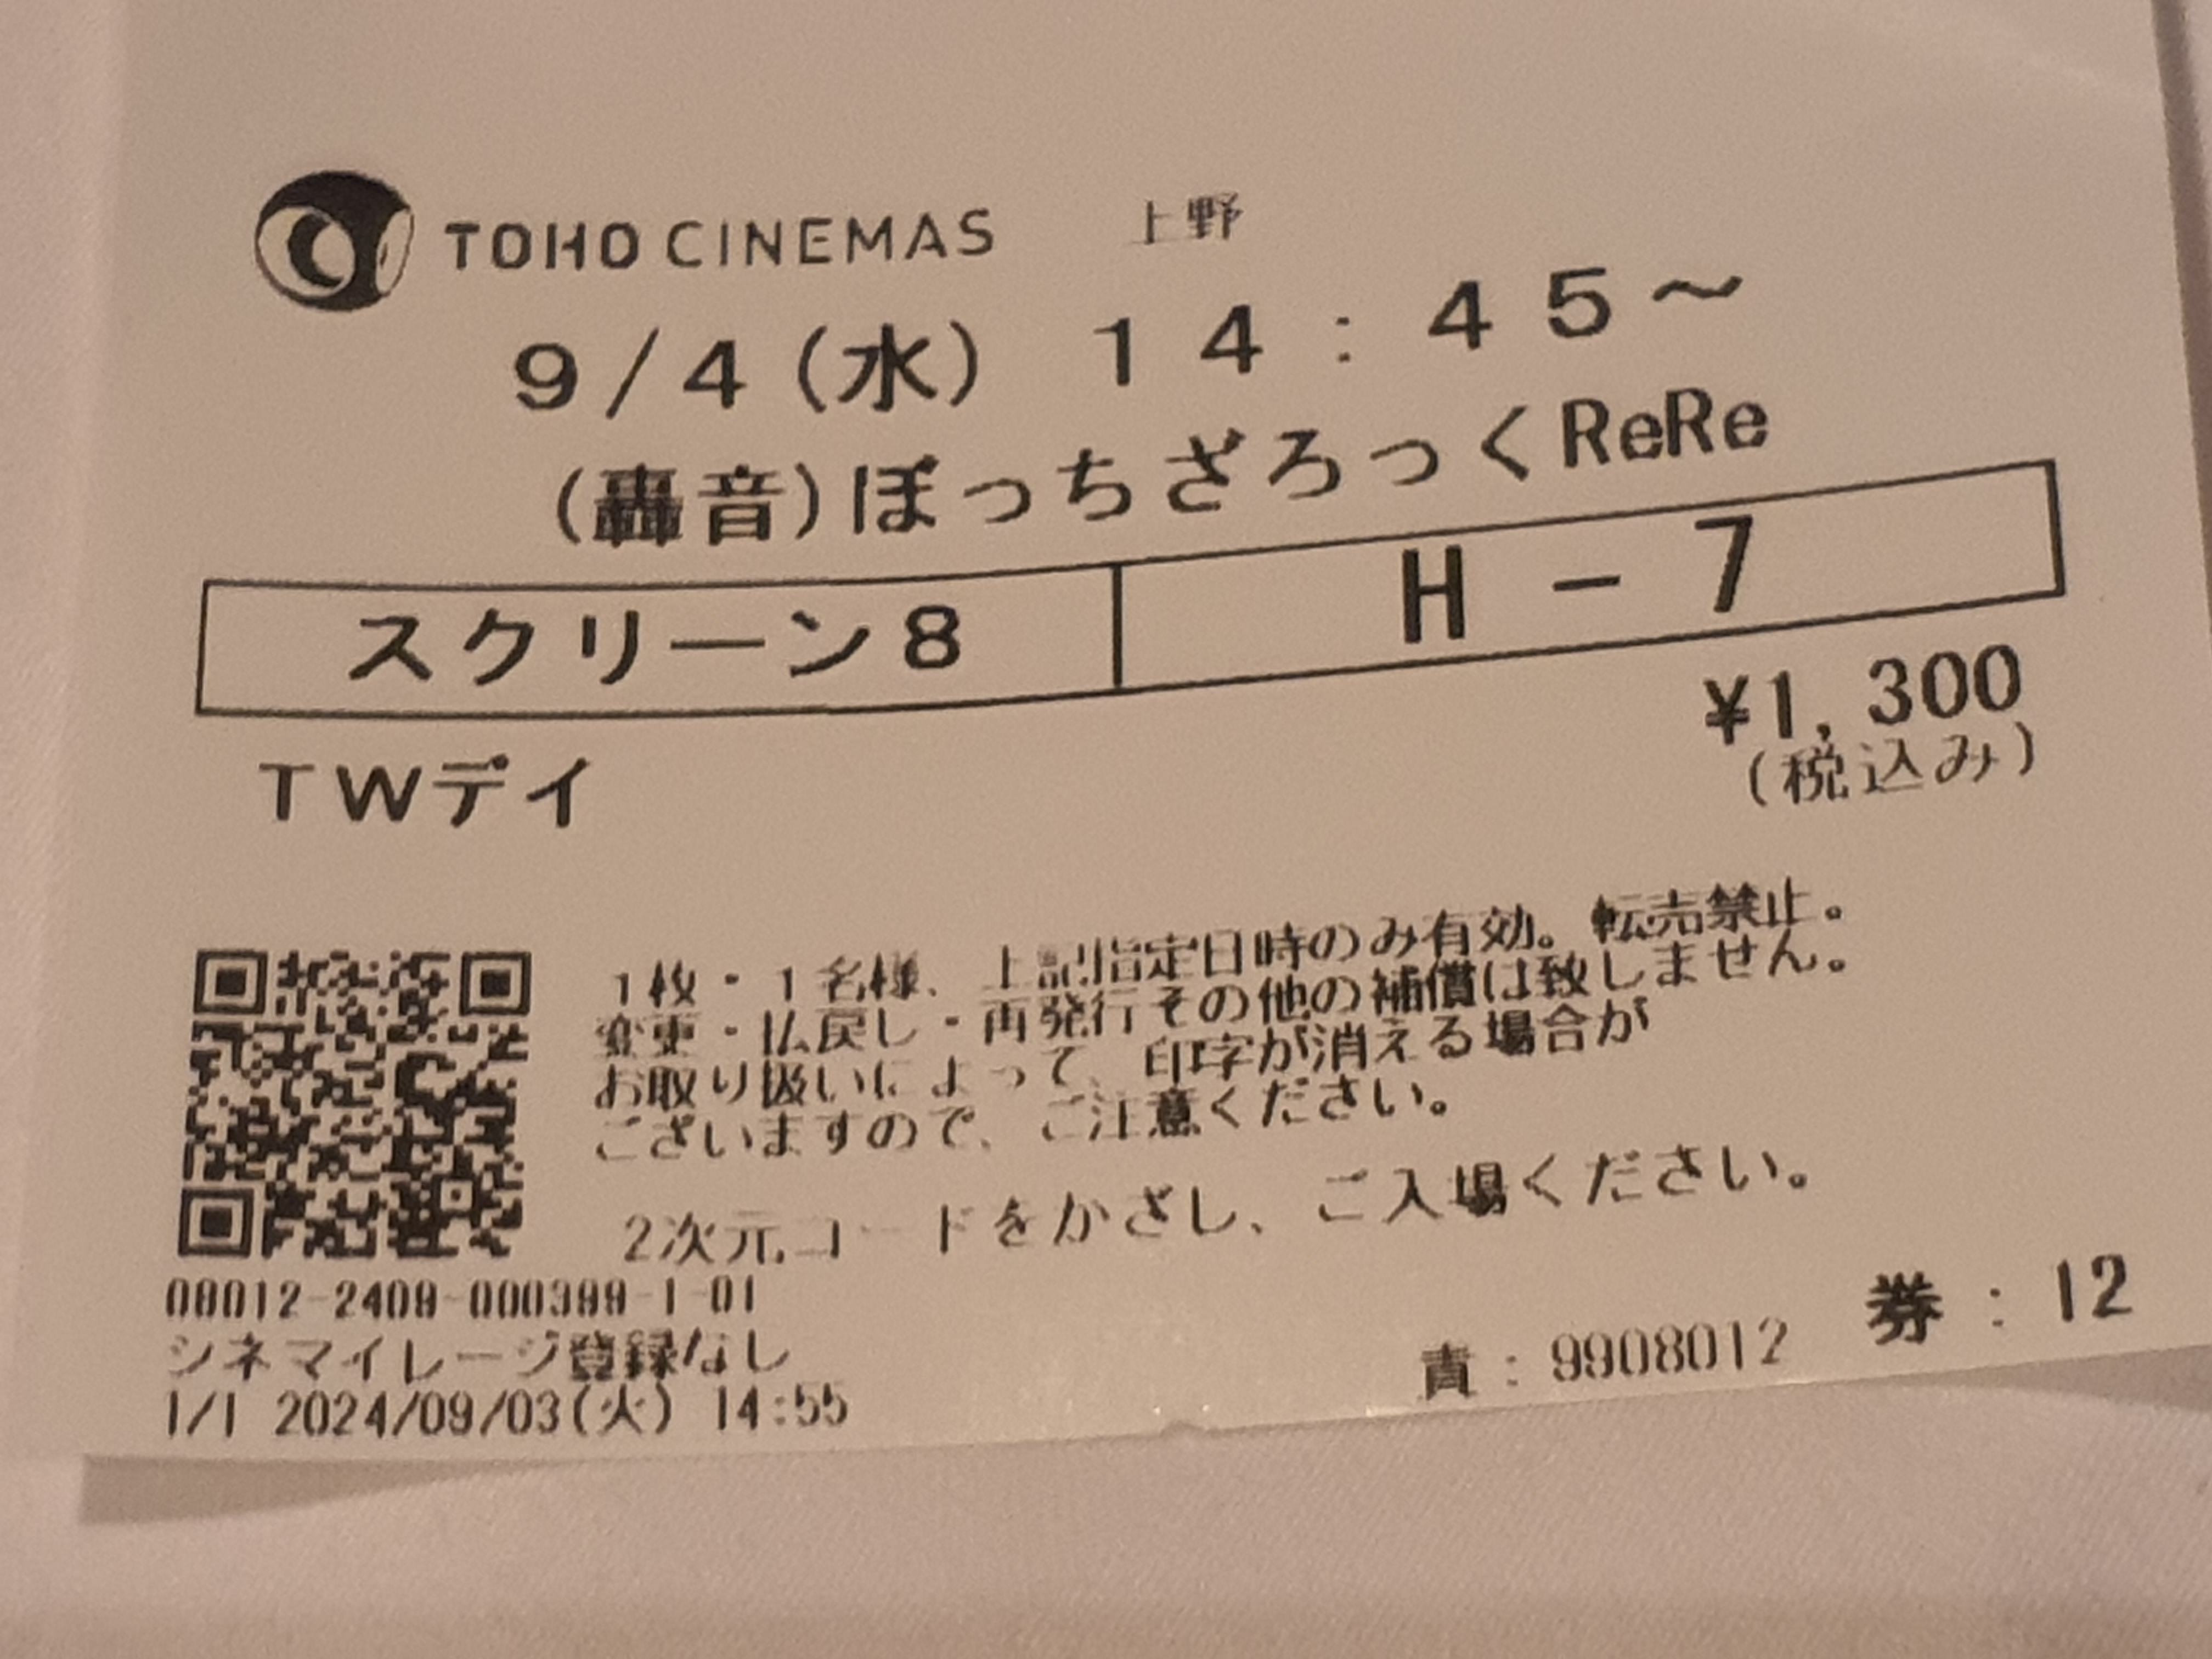 TOHO CINEMAS 上野
9/4(水) 14:45～
(轟音)ぼっちざろっくReRe
スクリーン8 H-7
¥1,300
(税込み)
TWデイ
1枚・1名様、上記指定日時のみ有効。転売禁止。
変更・払戻し・再発行その他の補償は致しません。
お取り扱いによって、印字が消える場合が
ございますので、ご注意ください。
2次元コードをかざし、ご入場ください。
シネマイレージ登録なし
責:9908012 券:12
1/1 2024/09/03(火) 14:55